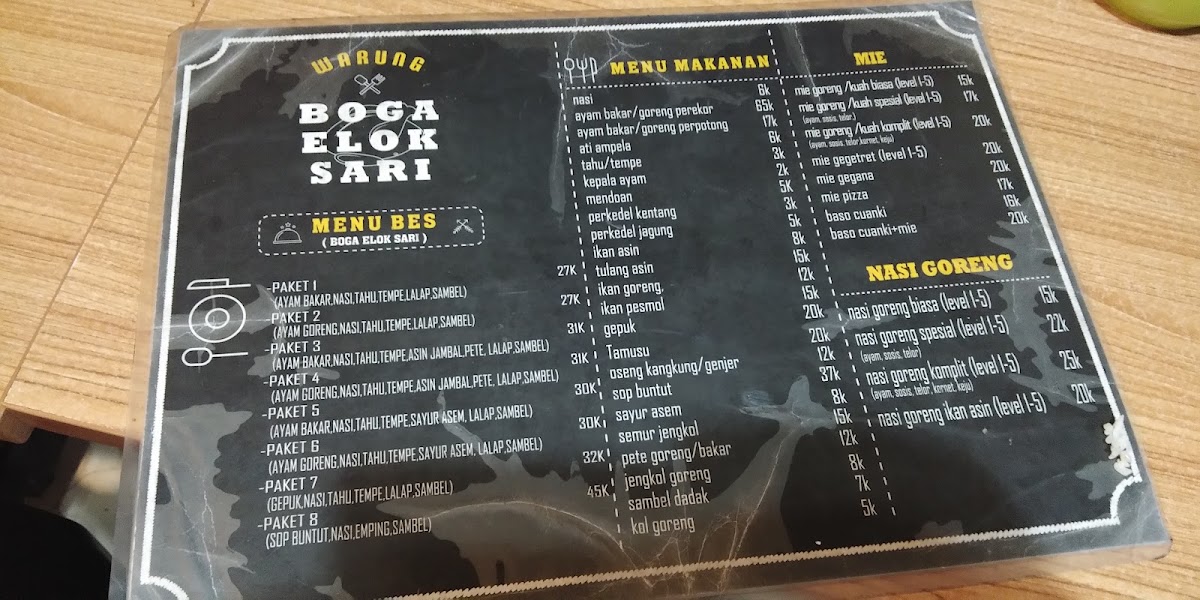 WARUNG
BOGA
ELOK
SARI
MENU BES
( BOGA ELOK SARI )
-PAKET 1 27K
(AYAM BAKAR,NASI,TAHU,TEMPE,LALAP,SAMBEL)
-PAKET 2 27K
(AYAM GORENG,NASI,TAHU,TEMPE,LALAP,SAMBEL)
-PAKET 3 31K
(AYAM BAKAR,NASI,TAHU,TEMPE,ASIN JAMBAL,PETE, LALAP,SAMBEL)
-PAKET 4 31K
(AYAM GORENG,NASI,TAHU,TEMPE,ASIN JAMBAL,PETE, LALAP,SAMBEL)
-PAKET 5 30K
(AYAM BAKAR,NASI,TAHU,TEMPE,SAYUR ASEM, LALAP,SAMBEL)
-PAKET 6 30K
(AYAM GORENG,NASI,TAHU,TEMPE,SAYUR ASEM, LALAP,SAMBEL)
-PAKET 7 32K
(GEPUK,NASI,TAHU,TEMPE,LALAP,SAMBEL)
-PAKET 8 45K
(SOP BUNTUT,NASI,EMPING,SAMBEL)
MENU MAKANAN
nasi 6k
ayam bakar/goreng perekor 65k
ayam bakar/goreng perpotong 17k
ati ampela 6k
tahu/tempe 3k
kepala ayam 2k
mendoan 5K
perkedel kentang 3k
perkedel jagung 5k
ikan asin 8k
tulang asin 15k
ikan goreng, 12k
ikan pesmol 15k
gepuk 20k
Tamusu 20k
oseng kangkung/genjer 12k
sop buntut 37k
sayur asem 8k
semur jengkol 15k
pete goreng/bakar 12k
jengkol goreng 8k
sambel dadak 7k
kol goreng 5k
MIE
mie goreng /kuah biasa (level 1-5) 15k
mie goreng /kuah spesial (level 1-5) 17k
(ayam, sosis, telor,)
mie goreng /kuah komplit (level 1-5) 20k
(ayam, sosis, telor,kornet, keju)
mie gegetret (level 1-5) 20k
mie gegana 20k
mie pizza 17k
baso cuanki 16k
baso cuanki+mie 20k
NASI GORENG
nasi goreng biasa (level 1-5) 15k
nasi goreng spesial (level 1-5) 22k
(ayam, sosis, telor)
nasi goreng komplit (level 1-5) 25k
(ayam, sosis, telor, kornet, keju)
nasi goreng ikan asin (level 1-5) 20k